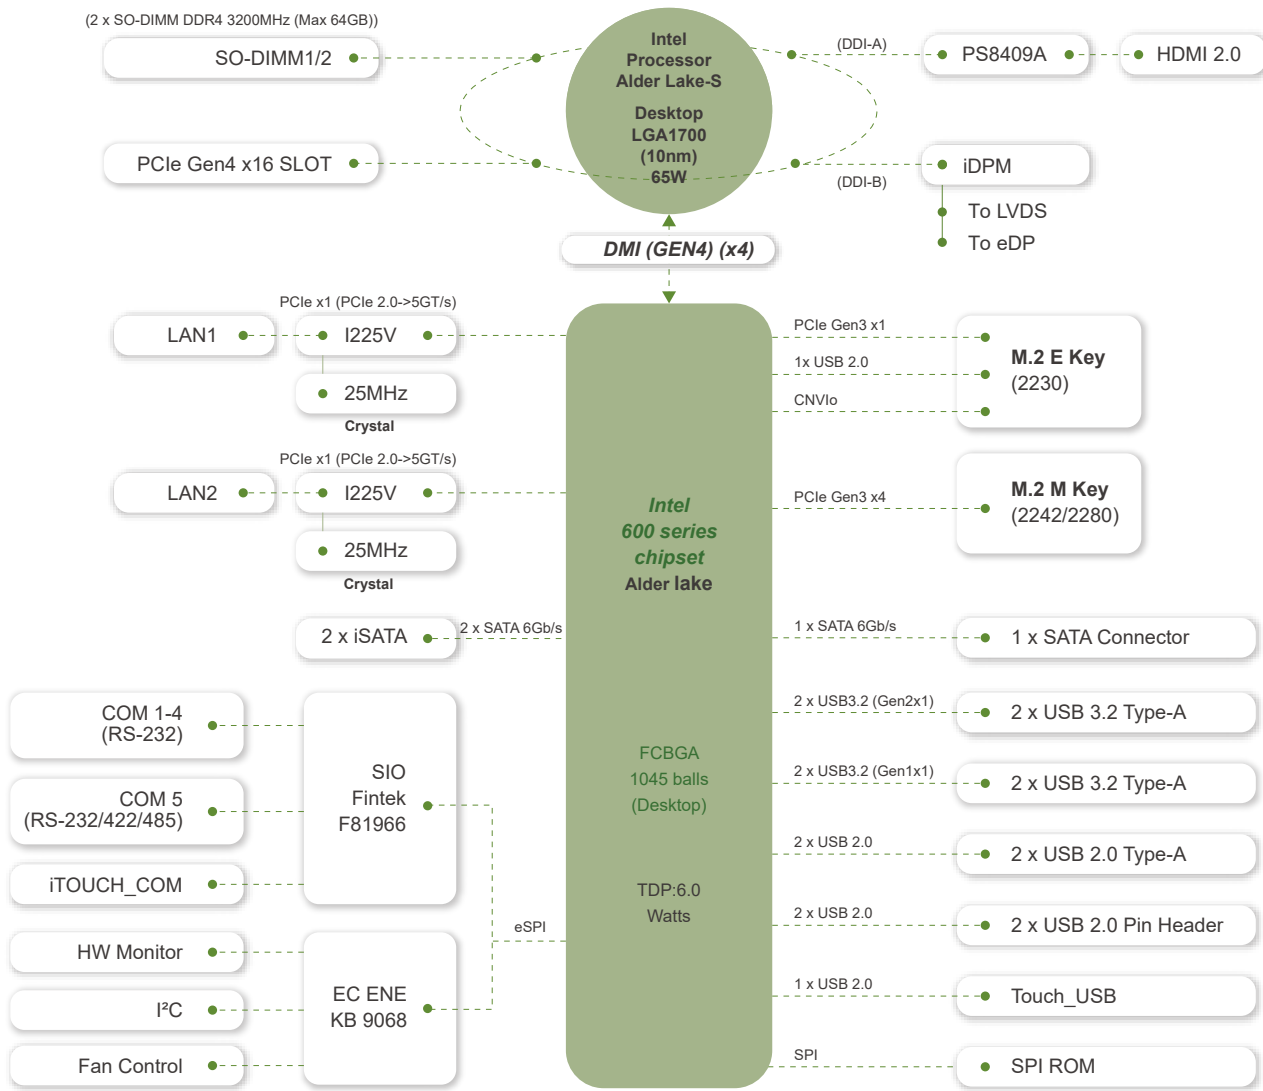 (2 x SO-DIMM DDR4 3200MHz (Max 64GB))
SO-DIMM1/2
PCIe Gen4 x16 SLOT
Intel
Processor
Alder Lake-S
Desktop
LGA1700
(10nm)
65W
(DDI-A)
PS8409A
HDMI 2.0
(DDI-B)
iDPM
To LVDS
To eDP
DMI (GEN4) (x4)
PCIe x1 (PCIe 2.0->5GT/s)
LAN1
I225V
25MHz
Crystal
PCIe x1 (PCIe 2.0->5GT/s)
LAN2
I225V
25MHz
Crystal
2 x iSATA
2 x SATA 6Gb/s
COM 1-4
(RS-232)
COM 5
(RS-232/422/485)
iTOUCH_COM
SIO
Fintek
F81966
HW Monitor
I²C
Fan Control
EC ENE
KB 9068
eSPI
Intel
600 series
chipset
Alder lake
FCBGA
1045 balls
(Desktop)
TDP:6.0
Watts
PCIe Gen3 x1
1x USB 2.0
CNVIo
M.2 E Key
(2230)
PCIe Gen3 x4
M.2 M Key
(2242/2280)
1 x SATA 6Gb/s
1 x SATA Connector
2 x USB3.2 (Gen2x1)
2 x USB 3.2 Type-A
2 x USB3.2 (Gen1x1)
2 x USB 3.2 Type-A
2 x USB 2.0
2 x USB 2.0 Type-A
2 x USB 2.0
2 x USB 2.0 Pin Header
1 x USB 2.0
Touch_USB
SPI
SPI ROM